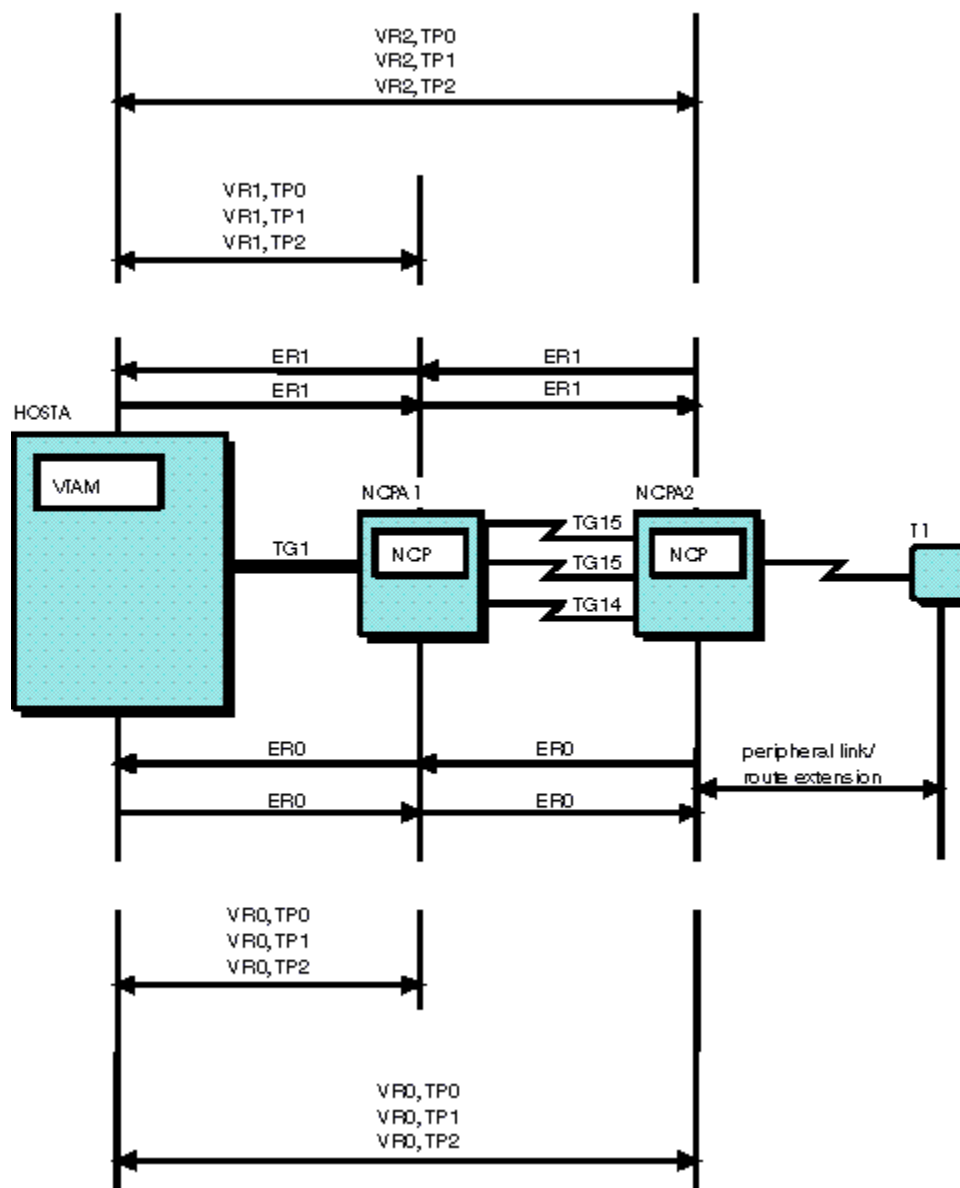 VR2, TP0
VR2, TP1
VR2, TP2
VR1, TP0
VR1, TP1
VR1, TP2
ER1 ER1
ER1 ER1
HOSTA
VTAM
NCPA1 NCPA2
TG15
T1
TG1 NCP TG15 NCP
TG14
ER0 ER0
peripheral link/
route extension
ER0 ER0
VR0, TP0
VR0, TP1
VR0, TP2
VR0, TP0
VR0, TP1
VR0, TP2